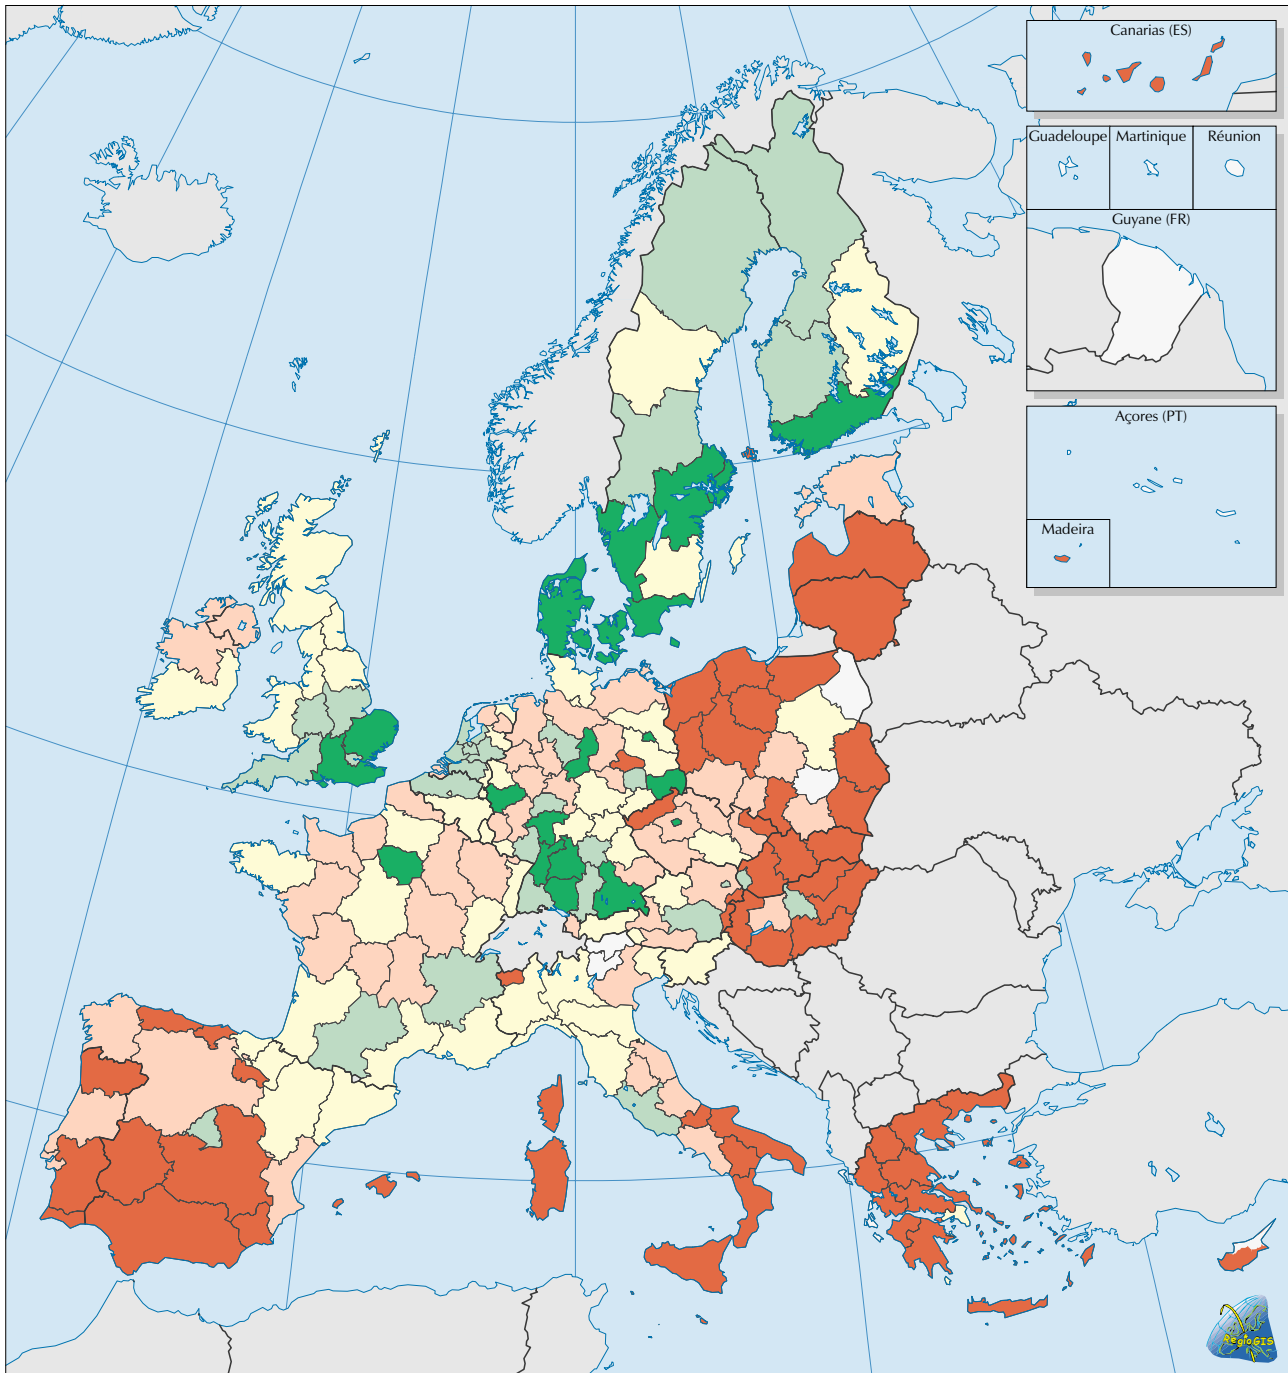 Canarias (ES)
Guadeloupe
Martinique
Réunion
Guyane (FR)
Açores (PT)
Madeira
RegioGIS